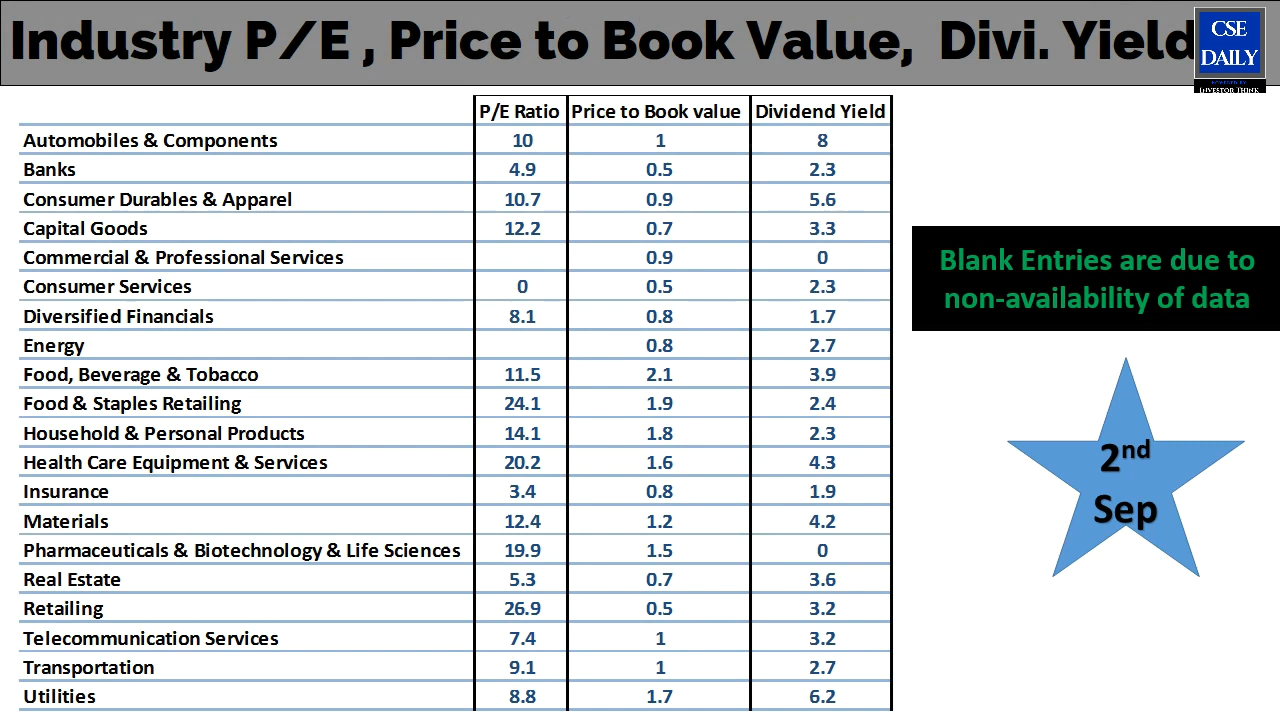 Industry P/E , Price to Book Value, Divi. Yield
CSE
DAILY
POWERED BY
INVESTOR THINK
P/E Ratio Price to Book value Dividend Yield
Automobiles & Components 10 1 8
Banks 4.9 0.5 2.3
Consumer Durables & Apparel 10.7 0.9 5.6
Capital Goods 12.2 0.7 3.3
Commercial & Professional Services 0.9 0
Consumer Services 0 0.5 2.3
Diversified Financials 8.1 0.8 1.7
Energy 0.8 2.7
Food, Beverage & Tobacco 11.5 2.1 3.9
Food & Staples Retailing 24.1 1.9 2.4
Household & Personal Products 14.1 1.8 2.3
Health Care Equipment & Services 20.2 1.6 4.3
Insurance 3.4 0.8 1.9
Materials 12.4 1.2 4.2
Pharmaceuticals & Biotechnology & Life Sciences 19.9 1.5 0
Real Estate 5.3 0.7 3.6
Retailing 26.9 0.5 3.2
Telecommunication Services 7.4 1 3.2
Transportation 9.1 1 2.7
Utilities 8.8 1.7 6.2
Blank Entries are due to
non-availability of data
2nd
Sep